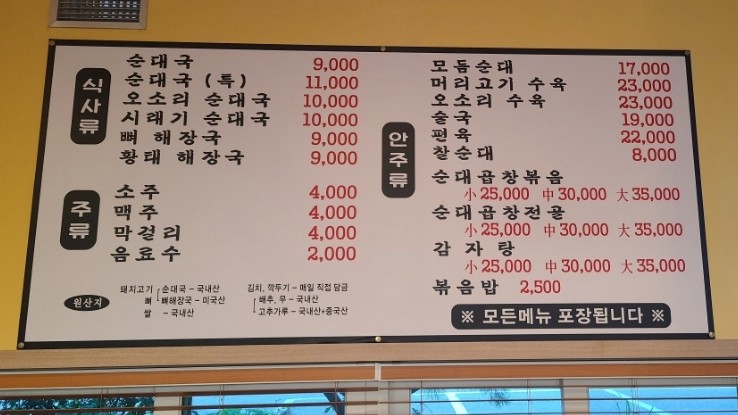 식사류
순대국 9,000
순대국 (특) 11,000
오소리 순대국 10,000
시래기 순대국 10,000
뼈 해장국 9,000
황태 해장국 9,000
주류
소주 4,000
맥주 4,000
막걸리 4,000
음료수 2,000
원산지
돼지고기 순대국 - 국내산
뼈 뼈해장국 - 미국산
쌀 - 국내산
김치, 깍두기 - 매일 직접 담금
배추, 무 - 국내산
고추가루 - 국내산+중국산
안주류
모둠순대 17,000
머리고기 수육 23,000
오소리 수육 23,000
술국 19,000
편육 22,000
찰순대 8,000
순대곱창볶음
小 25,000 中 30,000 大 35,000
순대곱창전골
小 25,000 中 30,000 大 35,000
감자탕
小 25,000 中 30,000 大 35,000
볶음밥 2,500
※ 모든메뉴 포장됩니다 ※